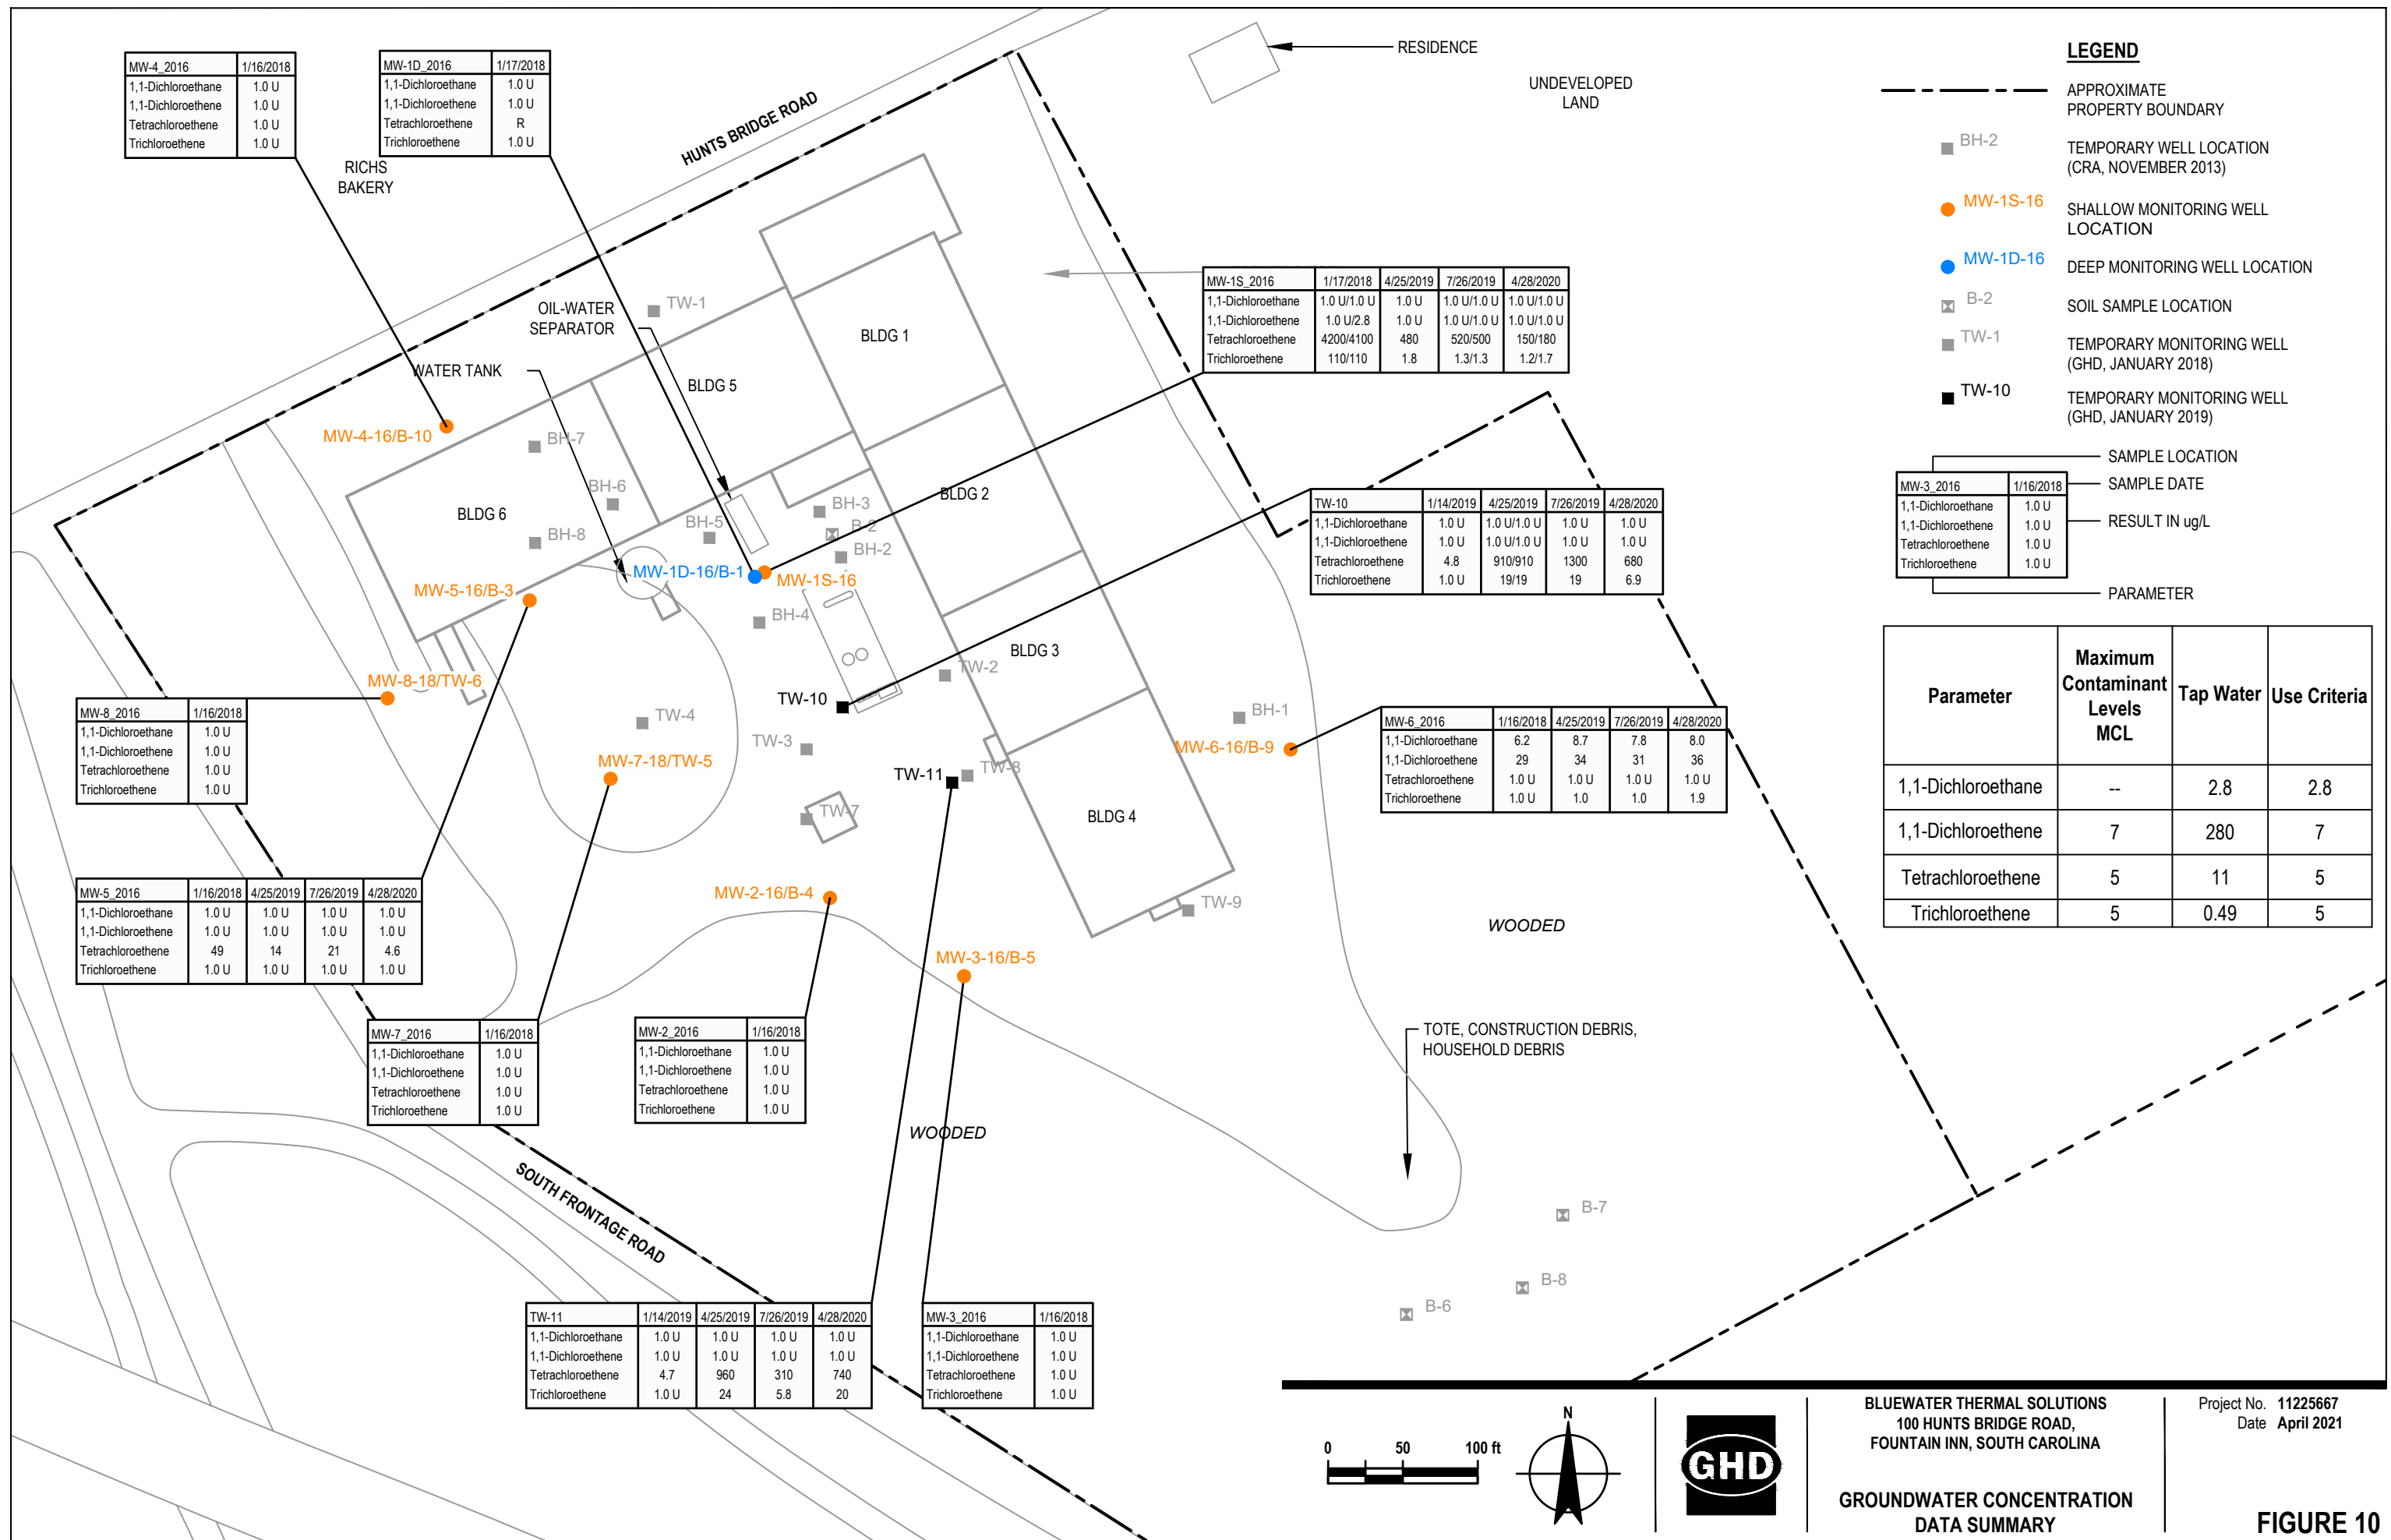 MW-4_2016 1/16/2018
1,1-Dichloroethane 1.0 U
1,1-Dichloroethene 1.0 U
Tetrachloroethene 1.0 U
Trichloroethene 1.0 U
MW-1D_2016 1/17/2018
1,1-Dichloroethane 1.0 U
1,1-Dichloroethene 1.0 U
Tetrachloroethene R
Trichloroethene 1.0 U
RICHS
BAKERY
HUNTS BRIDGE ROAD
RESIDENCE
UNDEVELOPED
LAND
OIL-WATER
SEPARATOR
WATER TANK
TW-1
BLDG 1
BLDG 5
BLDG 2
BLDG 6
BLDG 3
BLDG 4
MW-1S_2016 1/17/2018 4/25/2019 7/26/2019 4/28/2020
1,1-Dichloroethane 1.0 U/1.0 U 1.0 U 1.0 U/1.0 U 1.0 U/1.0 U
1,1-Dichloroethene 1.0 U/2.8 1.0 U 1.0 U/1.0 U 1.0 U/1.0 U
Tetrachloroethene 4200/4100 480 520/500 150/180
Trichloroethene 110/110 1.8 1.3/1.3 1.2/1.7
MW-4-16/B-10
BH-7
BH-6
BH-8
BH-5
BH-3
B-2
BH-2
MW-1D-16/B-1
MW-1S-16
MW-5-16/B-3
BH-4
TW-10 1/14/2019 4/25/2019 7/26/2019 4/28/2020
1,1-Dichloroethane 1.0 U 1.0 U/1.0 U 1.0 U 1.0 U
1,1-Dichloroethene 1.0 U 1.0 U/1.0 U 1.0 U 1.0 U
Tetrachloroethene 4.8 910/910 1300 680
Trichloroethene 1.0 U 19/19 19 6.9
MW-8-18/TW-6
TW-2
TW-10
TW-4
TW-3
MW-7-18/TW-5
TW-11
TW-8
TW-7
BH-1
MW-6-16/B-9
MW-6_2016 1/16/2018 4/25/2019 7/26/2019 4/28/2020
1,1-Dichloroethane 6.2 8.7 7.8 8.0
1,1-Dichloroethene 29 34 31 36
Tetrachloroethene 1.0 U 1.0 U 1.0 U 1.0 U
Trichloroethene 1.0 U 1.0 1.0 1.9
MW-8_2016 1/16/2018
1,1-Dichloroethane 1.0 U
1,1-Dichloroethene 1.0 U
Tetrachloroethene 1.0 U
Trichloroethene 1.0 U
MW-5_2016 1/16/2018 4/25/2019 7/26/2019 4/28/2020
1,1-Dichloroethane 1.0 U 1.0 U 1.0 U 1.0 U
1,1-Dichloroethene 1.0 U 1.0 U 1.0 U 1.0 U
Tetrachloroethene 49 14 21 4.6
Trichloroethene 1.0 U 1.0 U 1.0 U 1.0 U
MW-2-16/B-4
TW-9
MW-3-16/B-5
WOODED
MW-7_2016 1/16/2018
1,1-Dichloroethane 1.0 U
1,1-Dichloroethene 1.0 U
Tetrachloroethene 1.0 U
Trichloroethene 1.0 U
MW-2_2016 1/16/2018
1,1-Dichloroethane 1.0 U
1,1-Dichloroethene 1.0 U
Tetrachloroethene 1.0 U
Trichloroethene 1.0 U
TOTE, CONSTRUCTION DEBRIS,
HOUSEHOLD DEBRIS
WOODED
SOUTH FRONTAGE ROAD
B-7
B-8
B-6
TW-11 1/14/2019 4/25/2019 7/26/2019 4/28/2020
1,1-Dichloroethane 1.0 U 1.0 U 1.0 U 1.0 U
1,1-Dichloroethene 1.0 U 1.0 U 1.0 U 1.0 U
Tetrachloroethene 4.7 960 310 740
Trichloroethene 1.0 U 24 5.8 20
MW-3_2016 1/16/2018
1,1-Dichloroethane 1.0 U
1,1-Dichloroethene 1.0 U
Tetrachloroethene 1.0 U
Trichloroethene 1.0 U
LEGEND
APPROXIMATE
PROPERTY BOUNDARY
BH-2 TEMPORARY WELL LOCATION
(CRA, NOVEMBER 2013)
MW-1S-16 SHALLOW MONITORING WELL
LOCATION
MW-1D-16 DEEP MONITORING WELL LOCATION
B-2 SOIL SAMPLE LOCATION
TW-1 TEMPORARY MONITORING WELL
(GHD, JANUARY 2018)
TW-10 TEMPORARY MONITORING WELL
(GHD, JANUARY 2019)
SAMPLE LOCATION
MW-3_2016 1/16/2018 SAMPLE DATE
1,1-Dichloroethane 1.0 U
1,1-Dichloroethene 1.0 U RESULT IN ug/L
Tetrachloroethene 1.0 U
Trichloroethene 1.0 U
PARAMETER
Parameter Maximum Contaminant Levels MCL Tap Water Use Criteria
1,1-Dichloroethane -- 2.8 2.8
1,1-Dichloroethene 7 280 7
Tetrachloroethene 5 11 5
Trichloroethene 5 0.49 5
0 50 100 ft
N
GHD
BLUEWATER THERMAL SOLUTIONS
100 HUNTS BRIDGE ROAD,
FOUNTAIN INN, SOUTH CAROLINA
GROUNDWATER CONCENTRATION
DATA SUMMARY
Project No. 11225667
Date April 2021
FIGURE 10